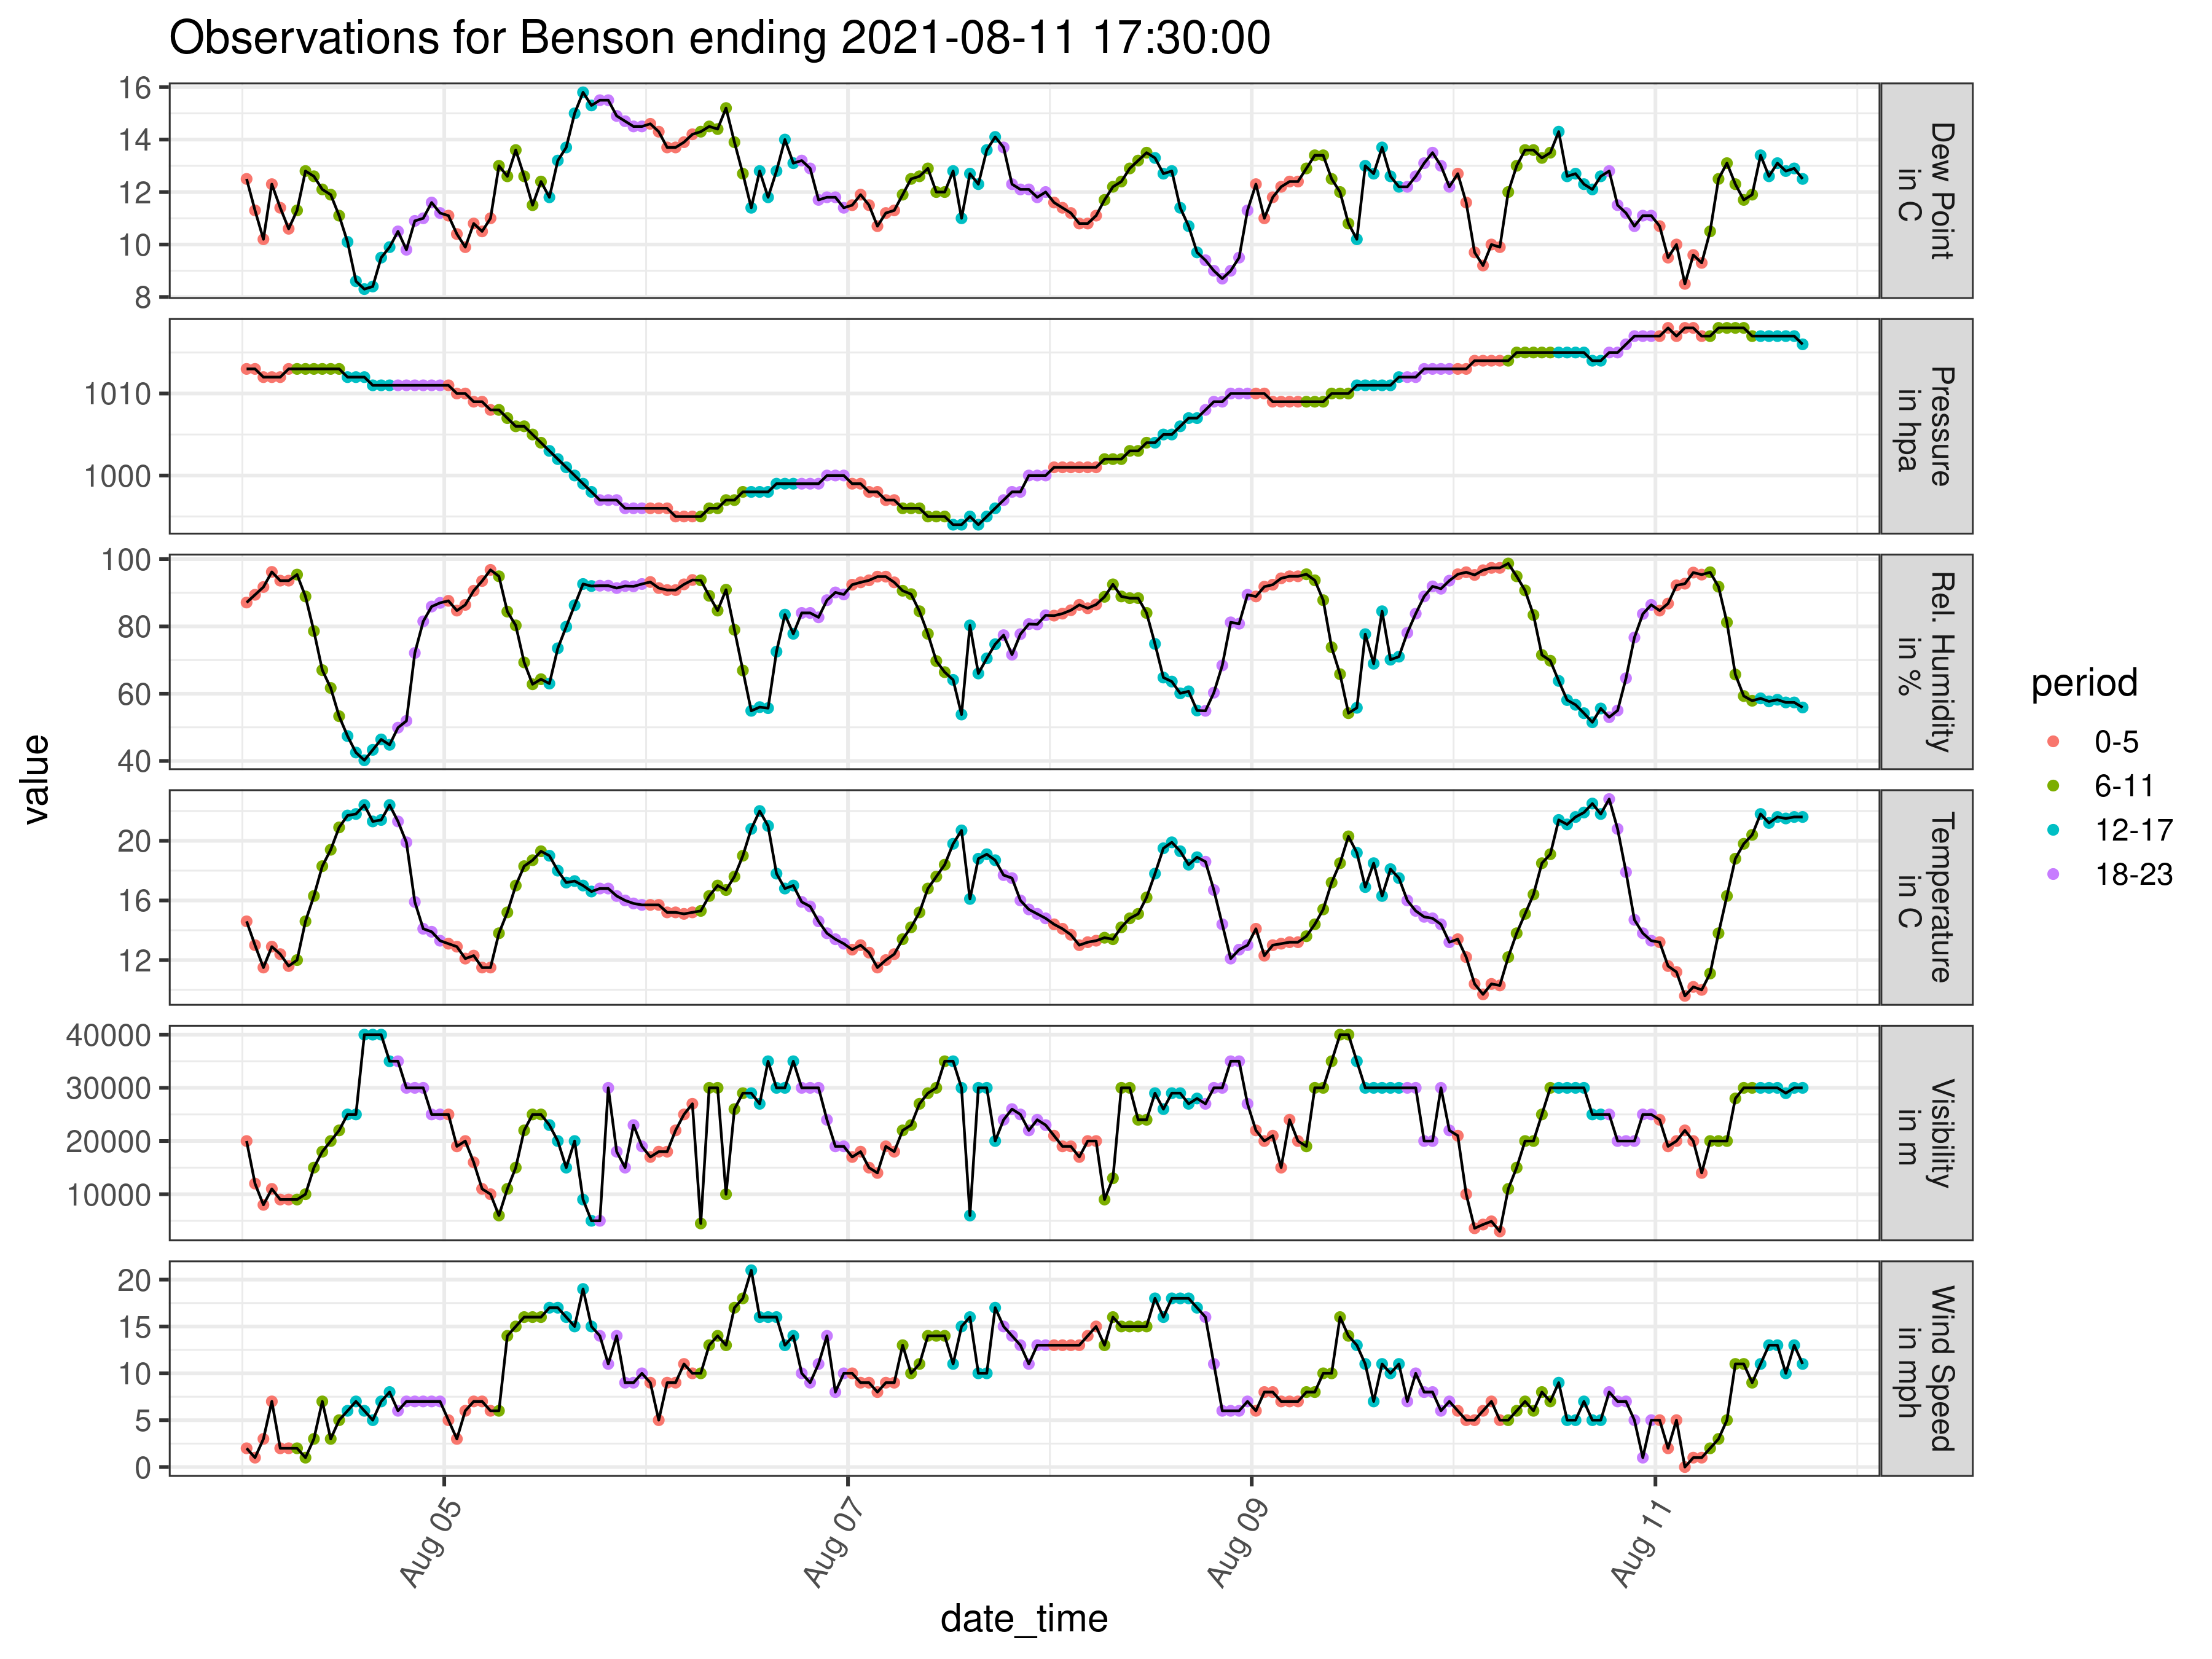 Observations for Benson ending 2021-08-11 17:30:00
value
16
14
12
10
8
Dew Point
in C
1010
1000
Pressure
in hpa
100
80
60
40
Rel. Humidity
in %
20
16
12
Temperature
in C
40000
30000
20000
10000
Visibility
in m
20
15
10
5
0
Wind Speed
in mph
Aug 05
Aug 07
Aug 09
Aug 11
date_time
period
0-5
6-11
12-17
18-23